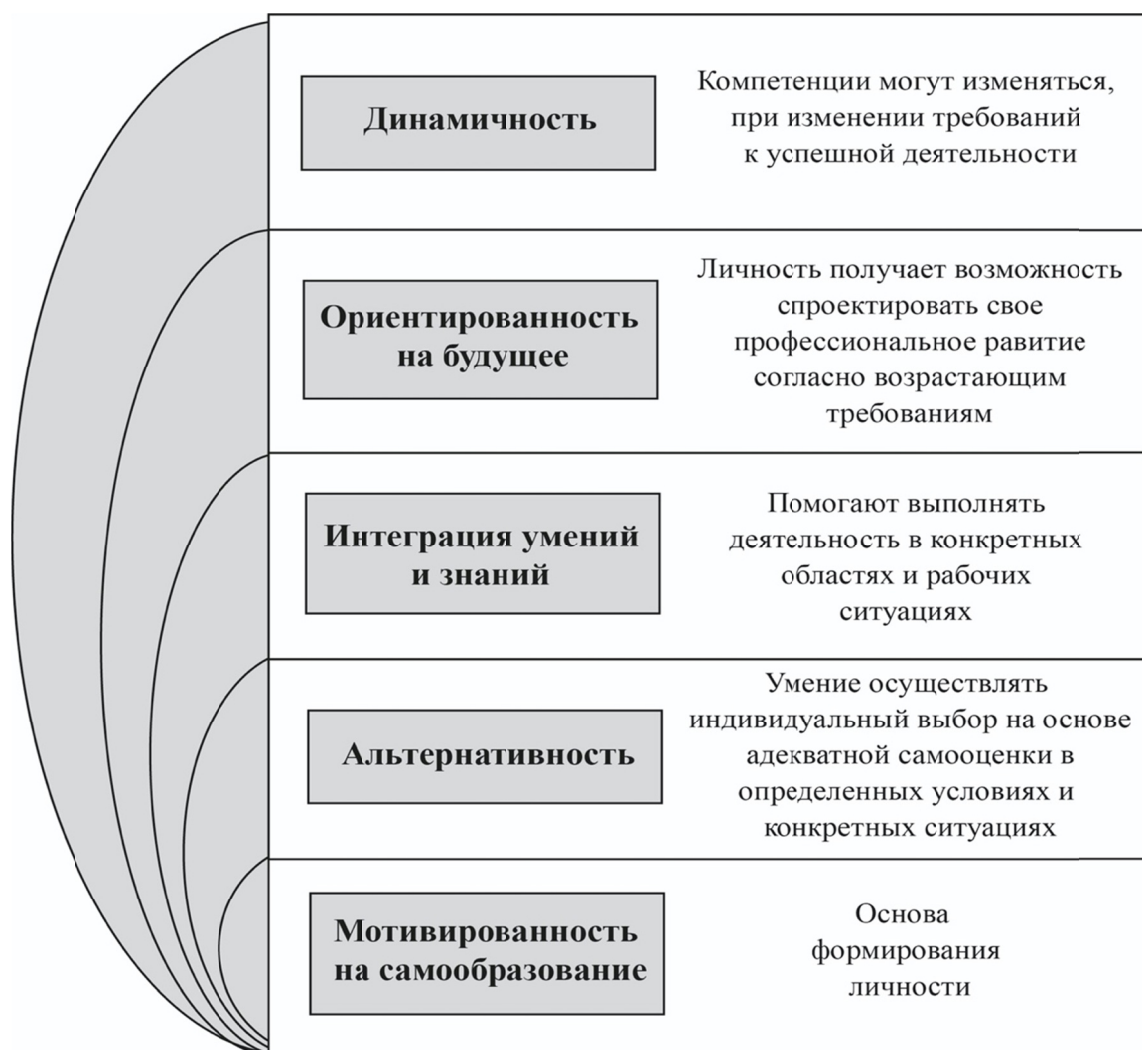 Динамичность
Компетенции могут изменяться,
при изменении требований
к успешной деятельности
Ориентированность
на будущее
Личность получает возможность
спроектировать свое
профессиональное равитие
согласно возрастающим
требованиям
Интеграция умений
и знаний
Помогают выполнять
деятельность в конкретных
областях и рабочих
ситуациях
Альтернативность
Умение осуществлять
индивидуальный выбор на основе
адекватной самооценки в
определенных условиях и
конкретных ситуациях
Мотивированность
на самообразование
Основа
формирования
личности